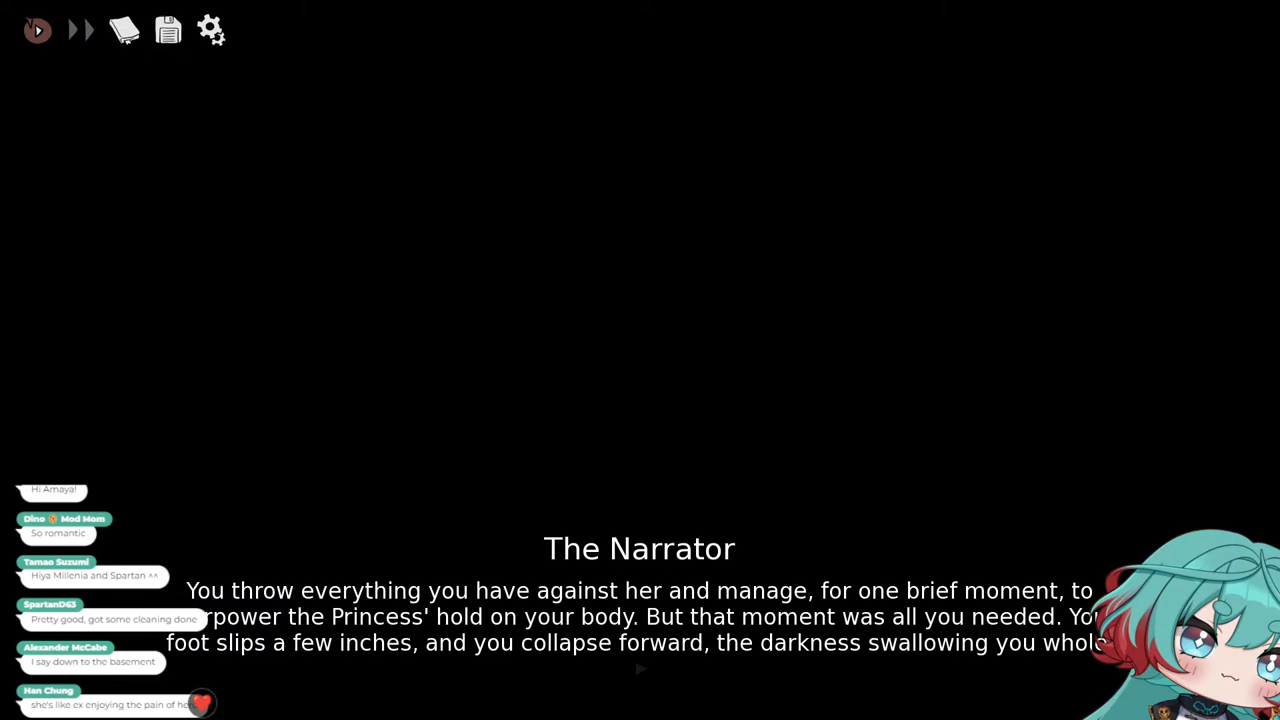 Hi Amaya!
Dino Mod Mom
So romantic
Tamao Suzumi
Hiya Millenia and Spartan ^^
SpartanD63
Pretty good, got some cleaning done
Alexander McCabe
I say down to the basement
Han Chung
she's like ex enjoying the pain of
The Narrator
You throw everything you have against her and manage, for one brief moment, to
rpower the Princess' hold on your body. But that moment was all you needed. Yo
foot slips a few inches, and you collapse forward, the darkness swallowing you whole